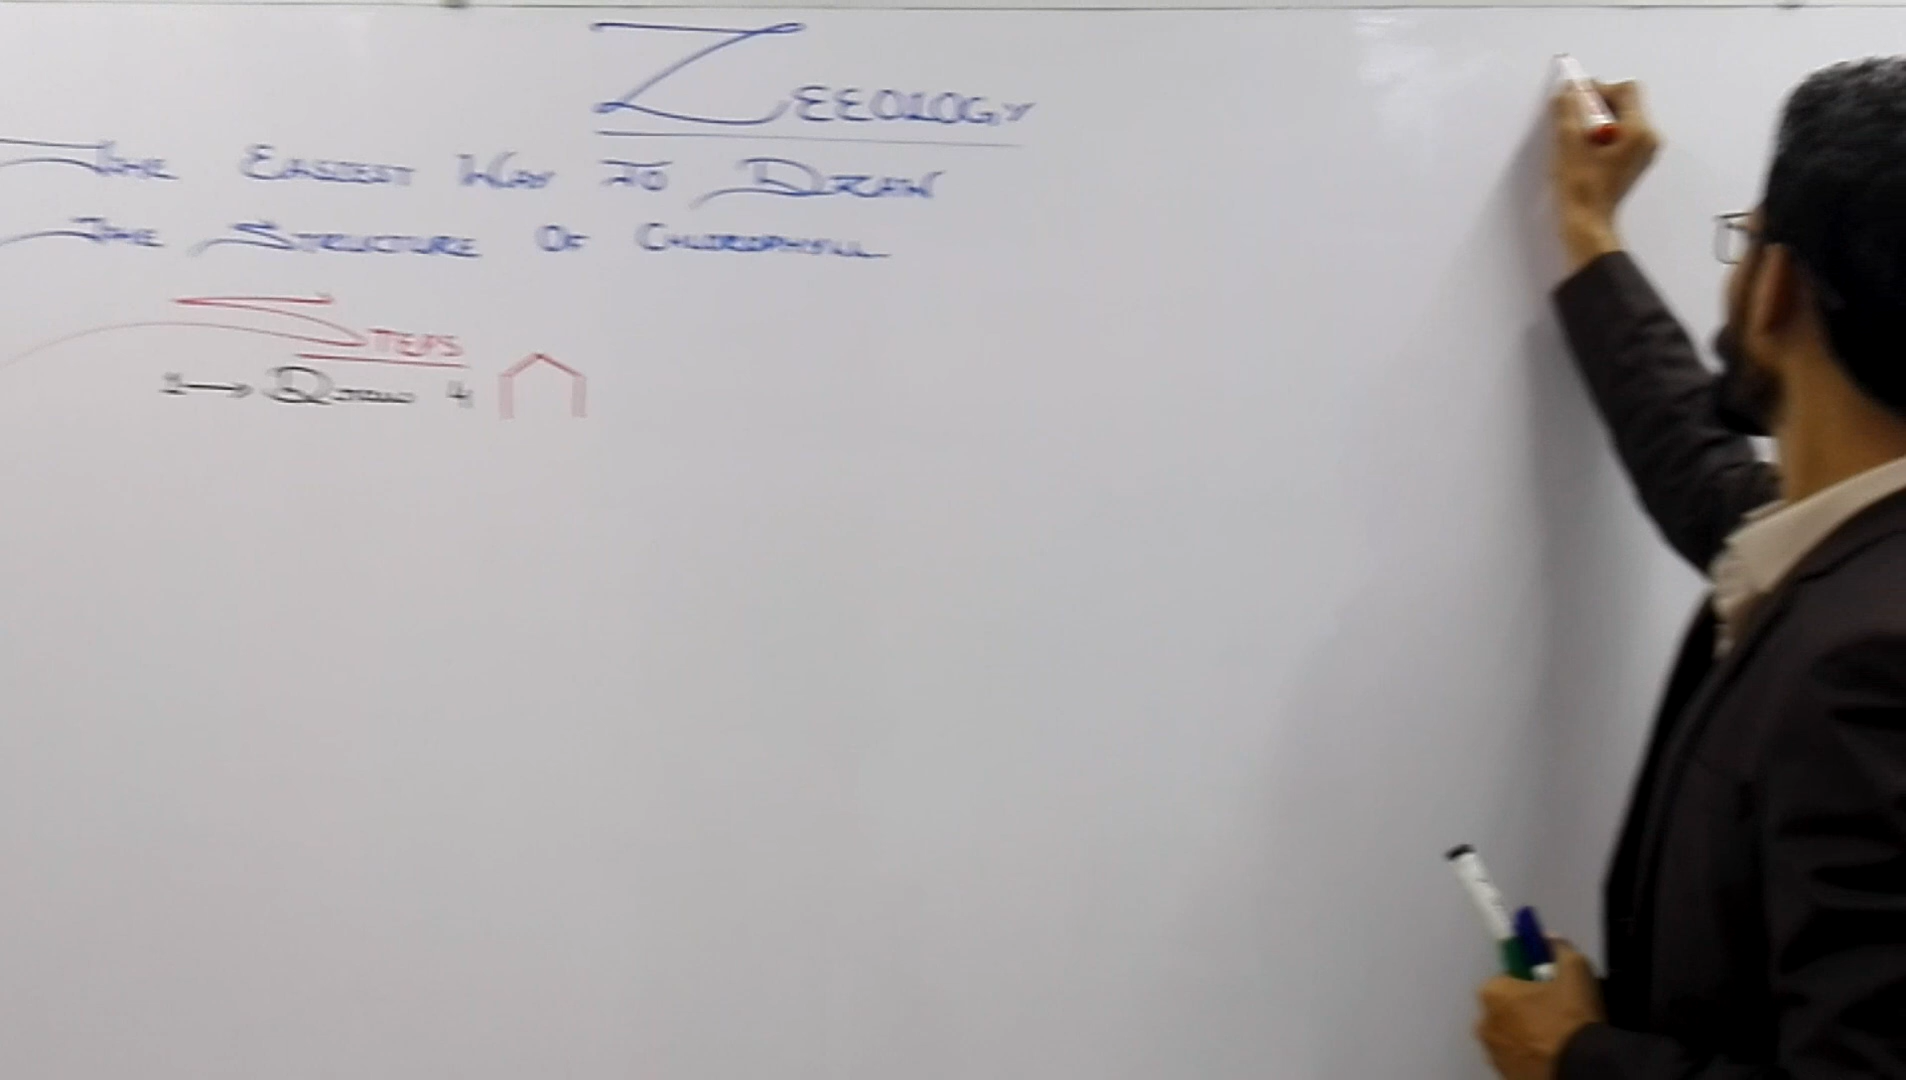 ZEEOLOGY
THE EASIEST WAY TO DRAW
THE STRUCTURE OF CHLOROPHYLL
STEPS
1→ DRAW 4